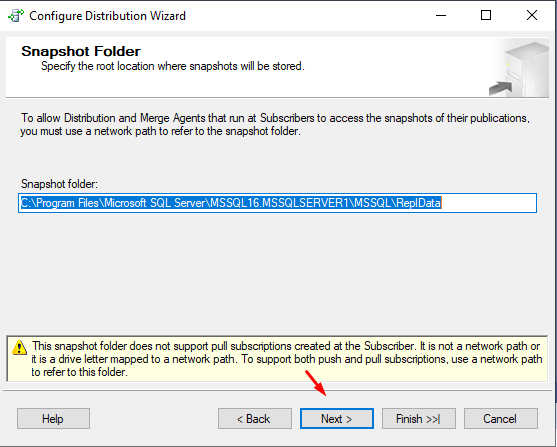 Configure Distribution Wizard
Snapshot Folder
Specify the root location where snapshots will be stored.
To allow Distribution and Merge Agents that run at Subscribers to access the snapshots of their publications,
you must use a network path to refer to the snapshot folder.
Snapshot folder:
C:\Program Files\Microsoft SQL Server\MSSQL16.MSSQLSERVER1\MSSQL\ReplData
This snapshot folder does not support pull subscriptions created at the Subscriber. It is not a network path or
it is a drive letter mapped to a network path. To support both push and pull subscriptions, use a network path
to refer to this folder.
Help
< Back
Next >
Finish >>|
Cancel